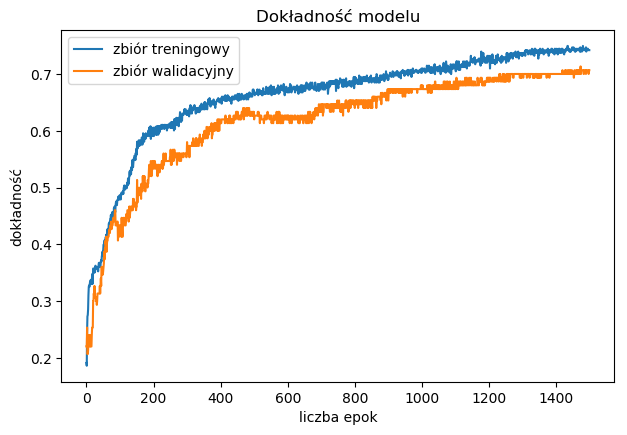 Dokładność modelu
zbiór treningowy
zbiór walidacyjny
dokładność
0.7
0.6
0.5
0.4
0.3
0.2
0 200 400 600 800 1000 1200 1400
liczba epok